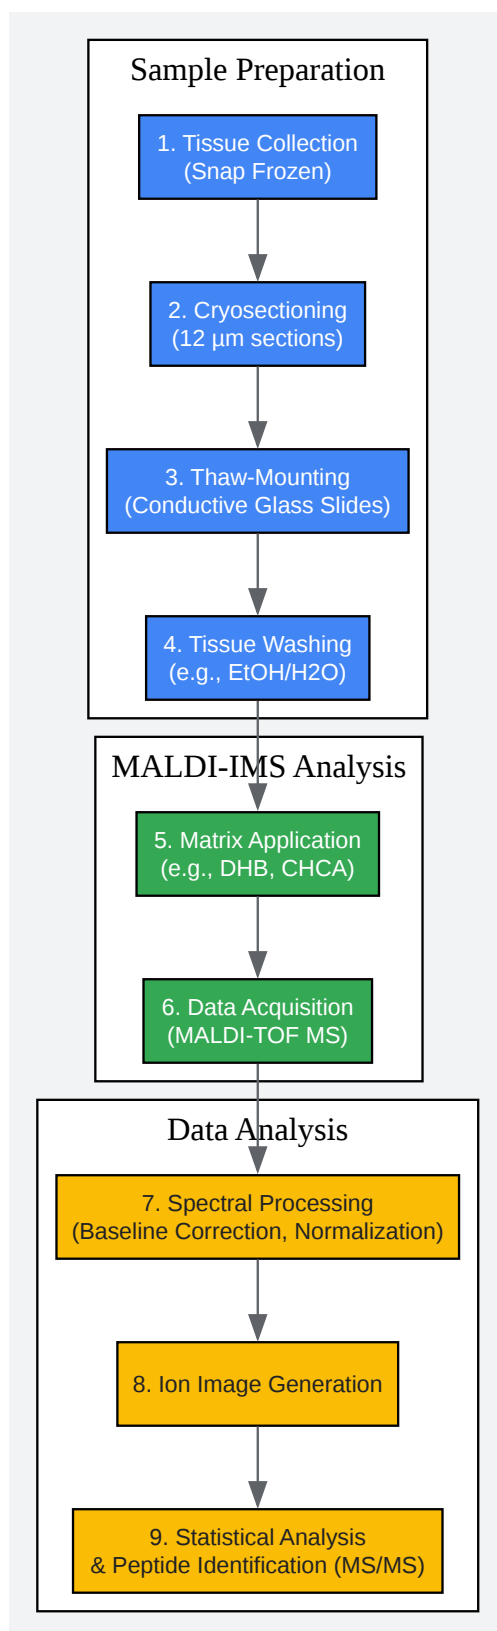 Sample Preparation
1. Tissue Collection
(Snap Frozen)
2. Cryosectioning
(12 µm sections)
3. Thaw-Mounting
(Conductive Glass Slides)
4. Tissue Washing
(e.g., EtOH/H2O)
MALDI-IMS Analysis
5. Matrix Application
(e.g., DHB, CHCA)
6. Data Acquisition
(MALDI-TOF MS)
Data Analysis
7. Spectral Processing
(Baseline Correction, Normalization)
8. Ion Image Generation
9. Statistical Analysis
& Peptide Identification (MS/MS)